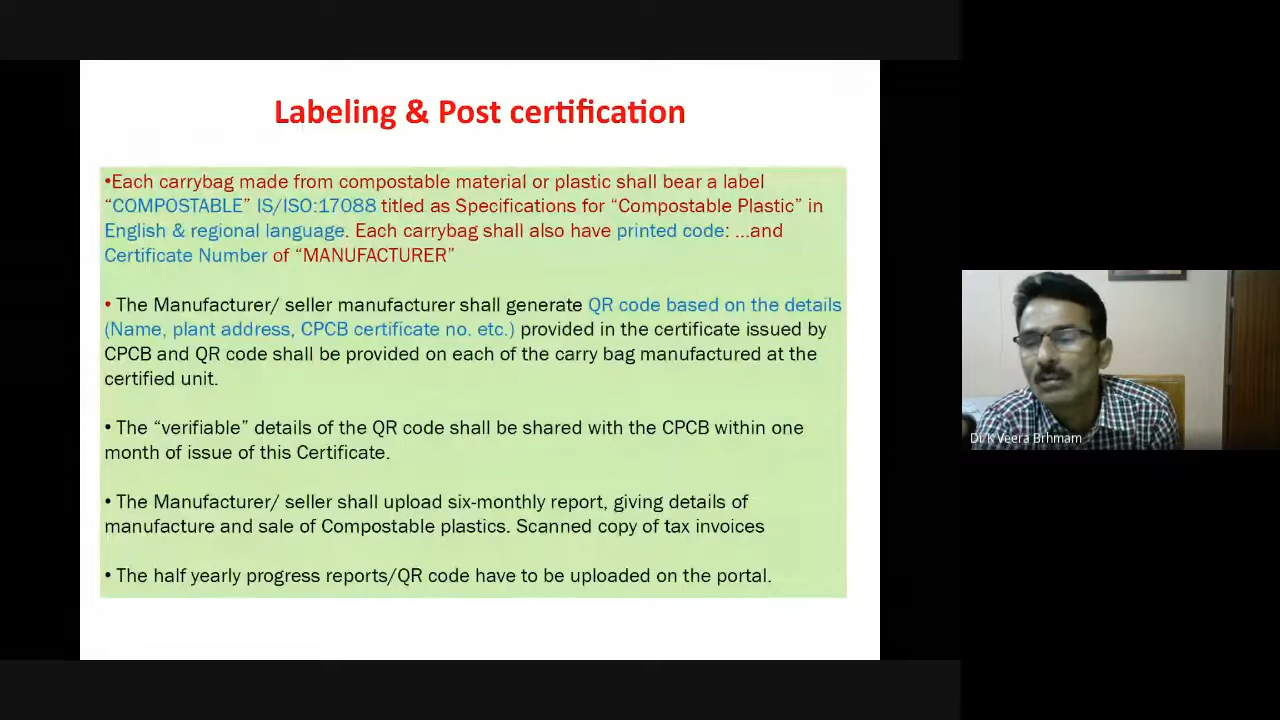 Labeling & Post certification
•Each carrybag made from compostable material or plastic shall bear a label
“COMPOSTABLE” IS/ISO:17088 titled as Specifications for “Compostable Plastic” in
English & regional language. Each carrybag shall also have printed code: ...and
Certificate Number of “MANUFACTURER”
• The Manufacturer/ seller manufacturer shall generate QR code based on the details
(Name, plant address, CPCB certificate no. etc.) provided in the certificate issued by
CPCB and QR code shall be provided on each of the carry bag manufactured at the
certified unit.
• The “verifiable” details of the QR code shall be shared with the CPCB within one
month of issue of this Certificate.
• The Manufacturer/ seller shall upload six-monthly report, giving details of
manufacture and sale of Compostable plastics. Scanned copy of tax invoices
• The half yearly progress reports/QR code have to be uploaded on the portal.
Dr K Veera Brhmam